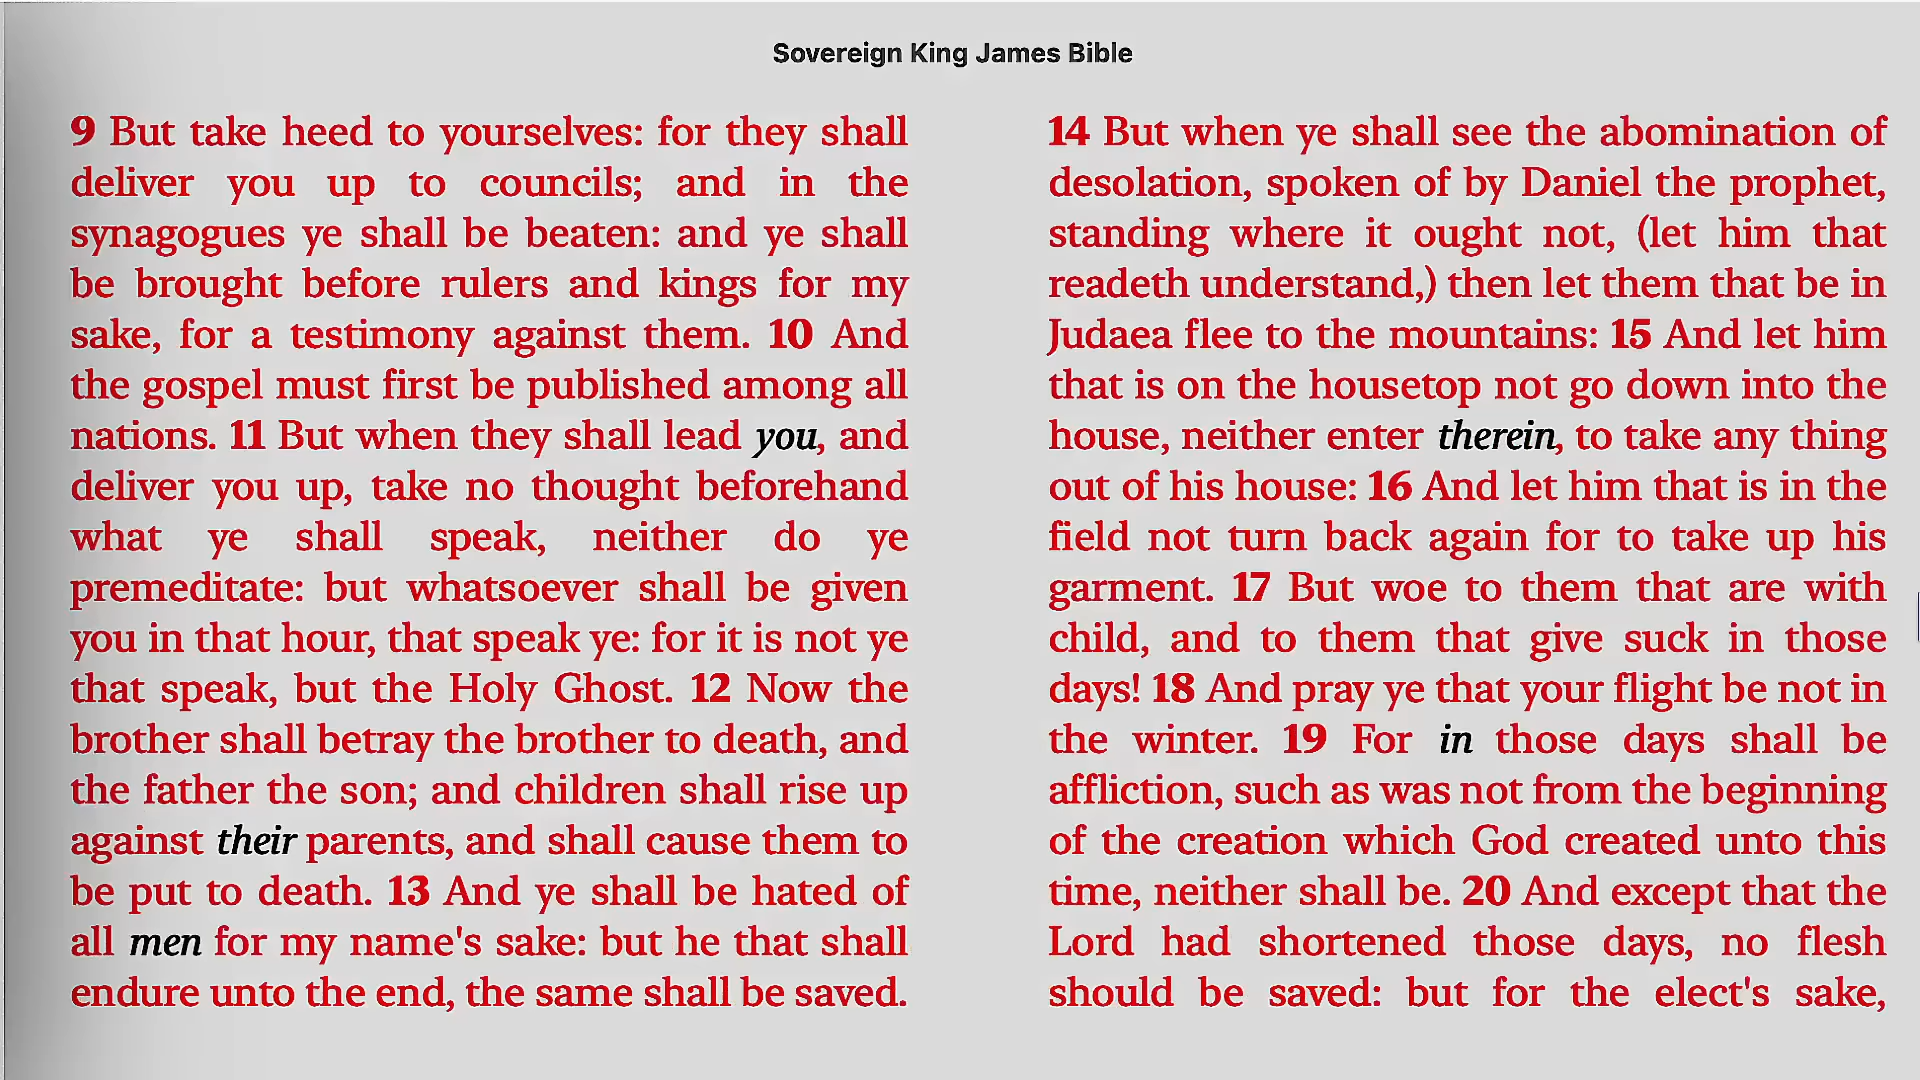 Sovereign King James Bible
9 But take heed to yourselves: for they shall
deliver you up to councils; and in the
synagogues ye shall be beaten: and ye shall
be brought before rulers and kings for my
sake, for a testimony against them. 10 And
the gospel must first be published among all
nations. 11 But when they shall lead you, and
deliver you up, take no thought beforehand
what ye shall speak, neither do ye
premeditate: but whatsoever shall be given
you in that hour, that speak ye: for it is not ye
that speak, but the Holy Ghost. 12 Now the
brother shall betray the brother to death, and
the father the son; and children shall rise up
against their parents, and shall cause them to
be put to death. 13 And ye shall be hated of
all men for my name's sake: but he that shall
endure unto the end, the same shall be saved.
14 But when ye shall see the abomination of
desolation, spoken of by Daniel the prophet,
standing where it ought not, (let him that
readeth understand,) then let them that be in
Judaea flee to the mountains: 15 And let him
that is on the housetop not go down into the
house, neither enter therein, to take any thing
out of his house: 16 And let him that is in the
field not turn back again for to take up his
garment. 17 But woe to them that are with
child, and to them that give suck in those
days! 18 And pray ye that your flight be not in
the winter. 19 For in those days shall be
affliction, such as was not from the beginning
of the creation which God created unto this
time, neither shall be. 20 And except that the
Lord had shortened those days, no flesh
should be saved: but for the elect's sake,